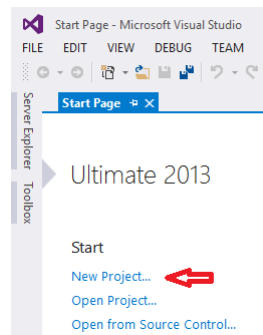 Start Page - Microsoft Visual Studio
FILE EDIT VIEW DEBUG TEAM
Server Explorer
Toolbox
Start Page
Ultimate 2013
Start
New Project...
Open Project...
Open from Source Control...